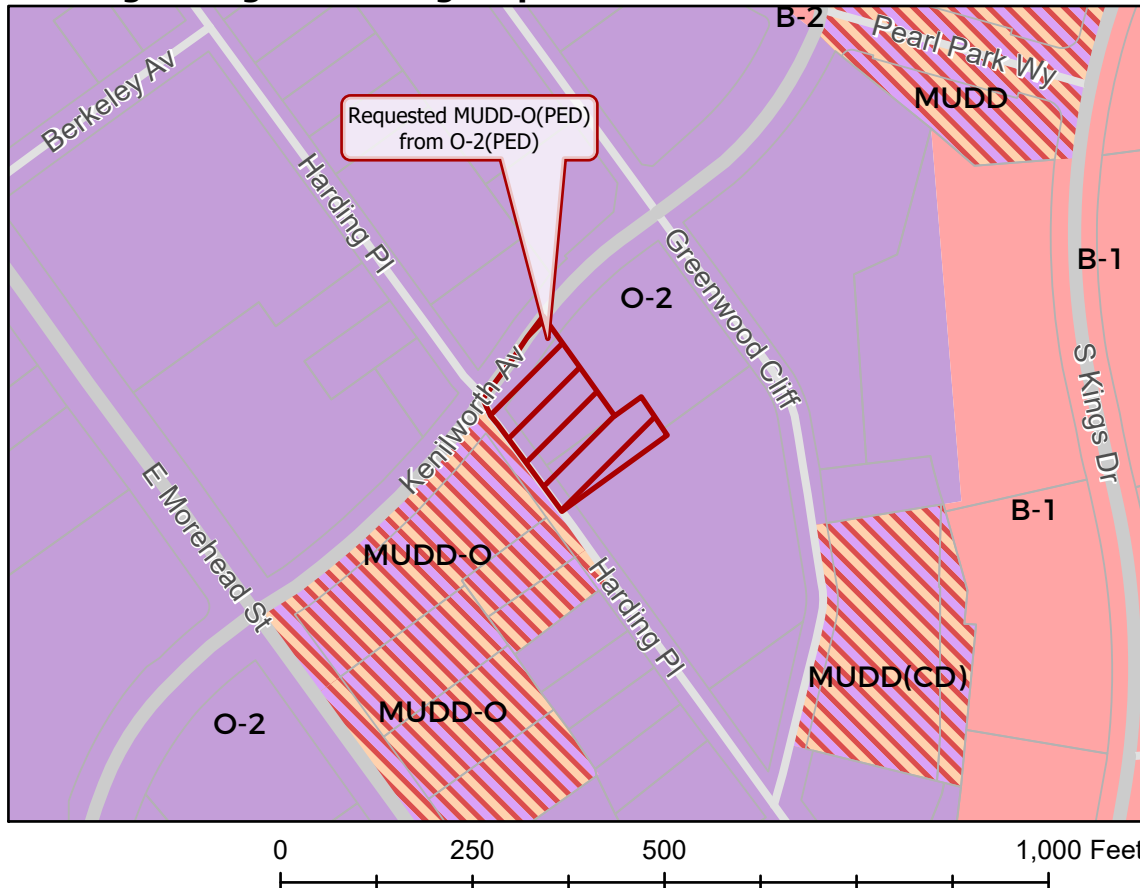 B-2
Pearl Park Wy
MUDD
Berkeley Av
Requested MUDD-O(PED)
from O-2(PED)
Harding Pl
Greenwood Cliff
B-1
O-2
S Kings Dr
Kenilworth Av
E Morehead St
B-1
MUDD-O
Harding Pl
MUDD(CD)
MUDD-O
O-2
0 250 500 1,000 Feet